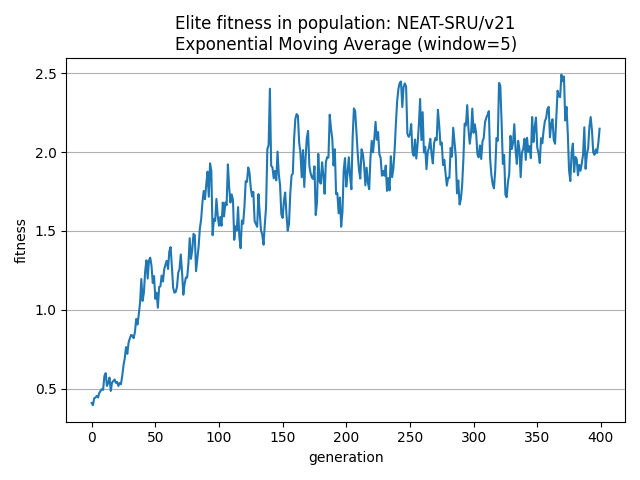 Elite fitness in population: NEAT-SRU/v21
Exponential Moving Average (window=5)
fitness
2.5
2.0
1.5
1.0
0.5
0 50 100 150 200 250 300 350 400
generation